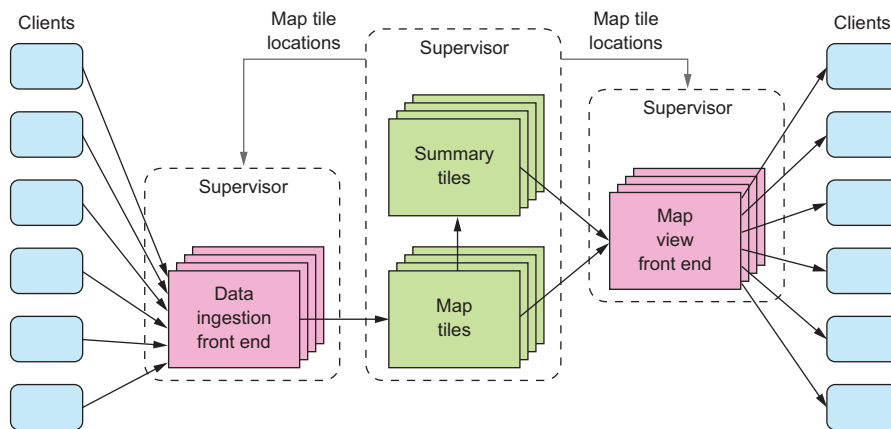 Clients
Map tile
locations
Supervisor
Map tile
locations
Clients
Supervisor
Supervisor
Summary
tiles
Data
ingestion
front end
Map
tiles
Map
view
front end